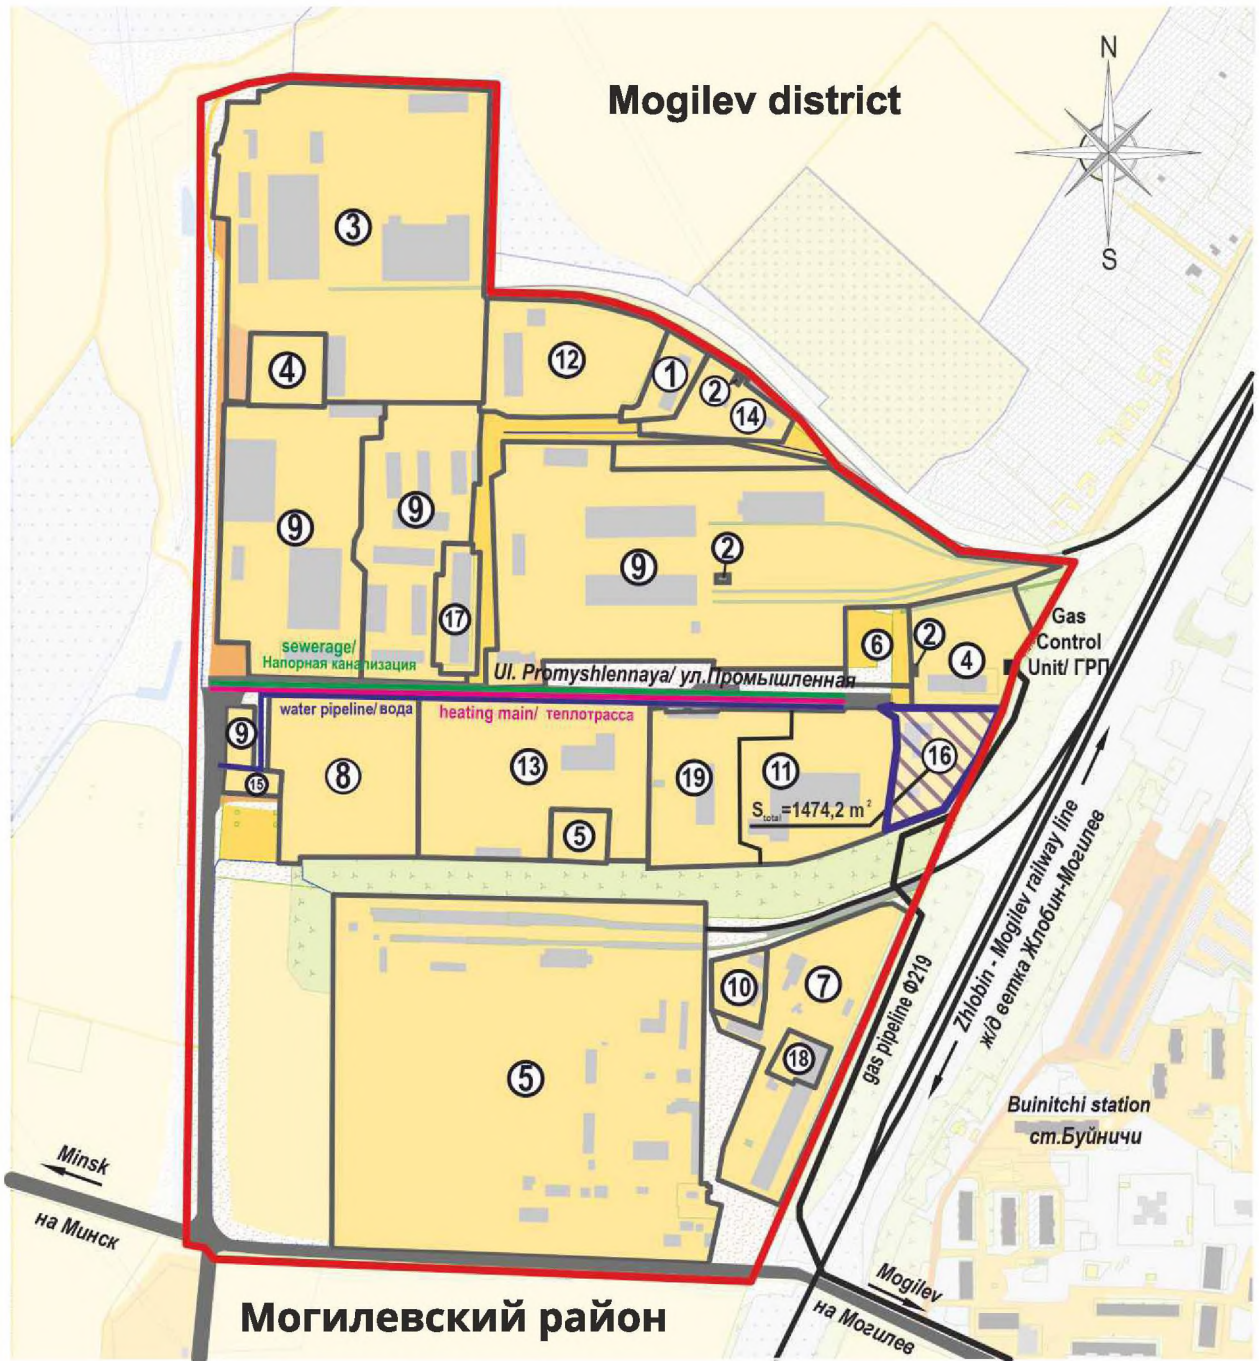 N
Mogilev district
S
3
12
4
1
2
14
9
9
2
9
17
6
2
4
Gas
Control
Unit/ ГРП
sewerage/
Напорная канализация
Ul. Promyshlennaya/ ул.Промышленная
water pipeline/ вода
heating main/ теплотрасса
9
15
8
13
19
11
16
S total =1474,2 m²
5
Zhlobin - Mogilev railway line
ж/д ветка Жлобин-Могилев
gas pipeline Ф219
10
7
18
5
Buinitchi station
ст.Буйничи
Minsk
на Минск
Mogilev
на Могилев
Могилевский район